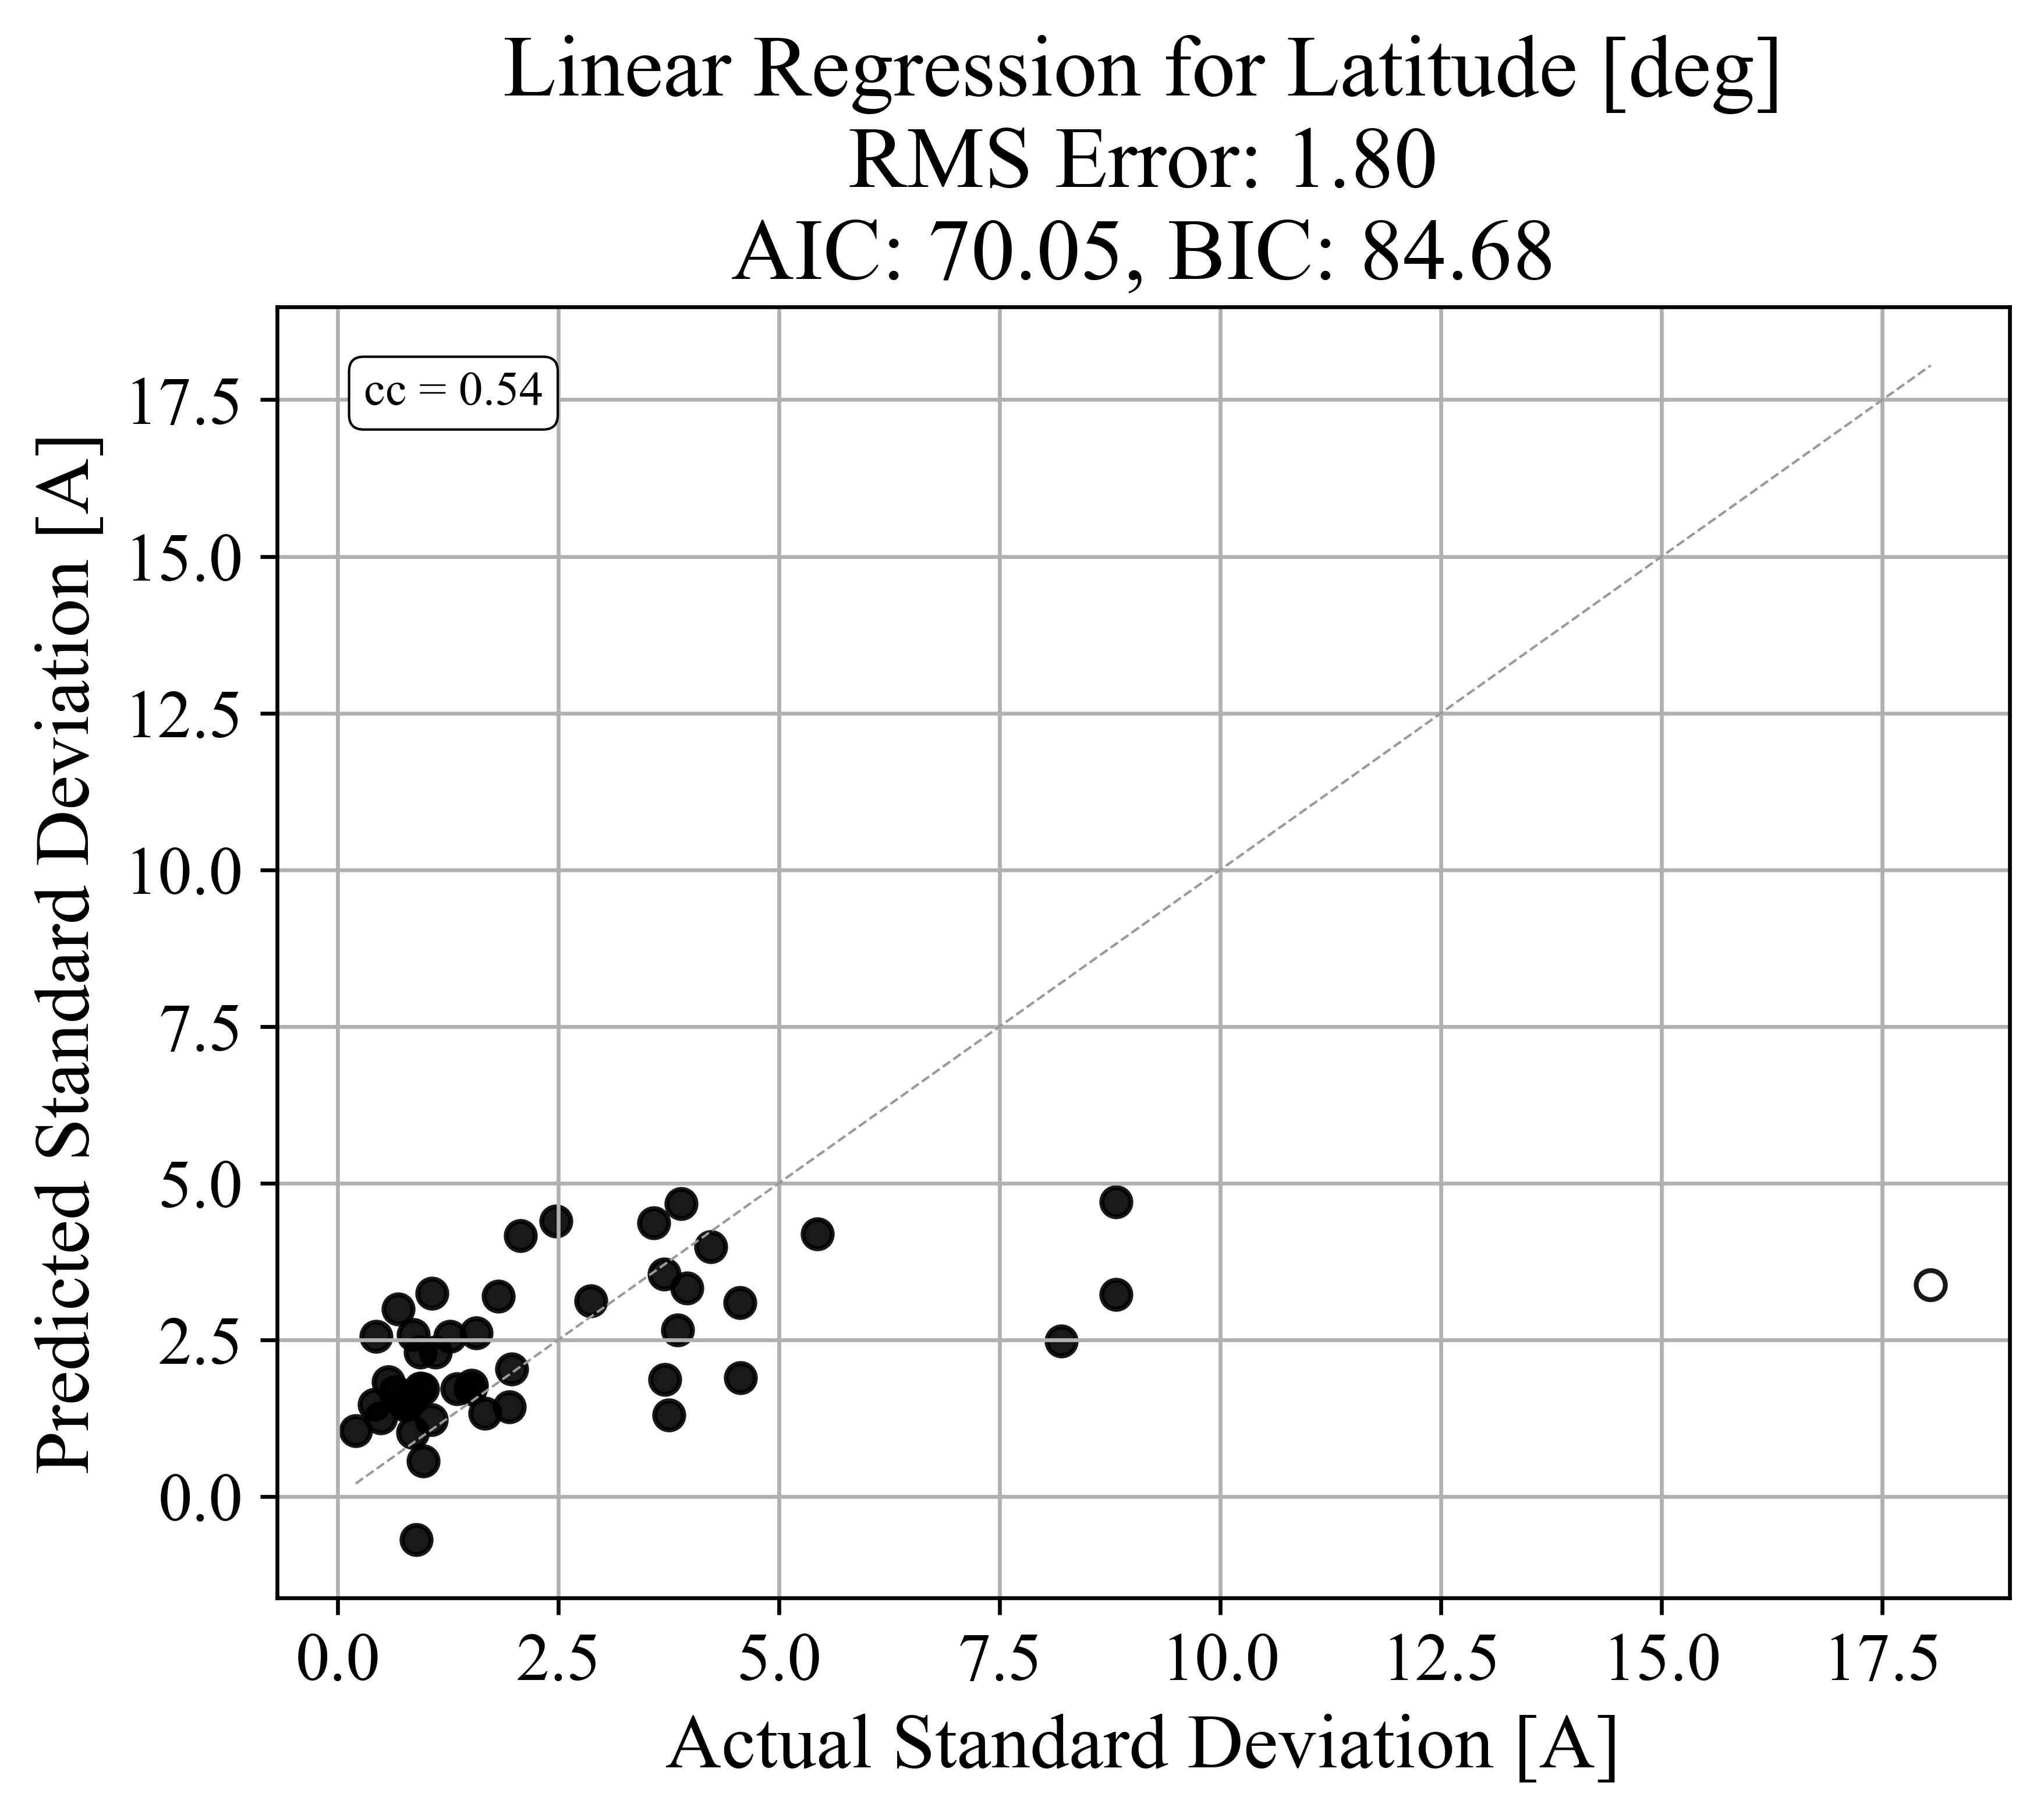 Linear Regression for Latitude [deg]
RMS Error: 1.80
AIC: 70.05, BIC: 84.68
cc = 0.54
17.5
15.0
12.5
10.0
7.5
5.0
2.5
0.0
Predicted Standard Deviation [A]
0.0 2.5 5.0 7.5 10.0 12.5 15.0 17.5
Actual Standard Deviation [A]